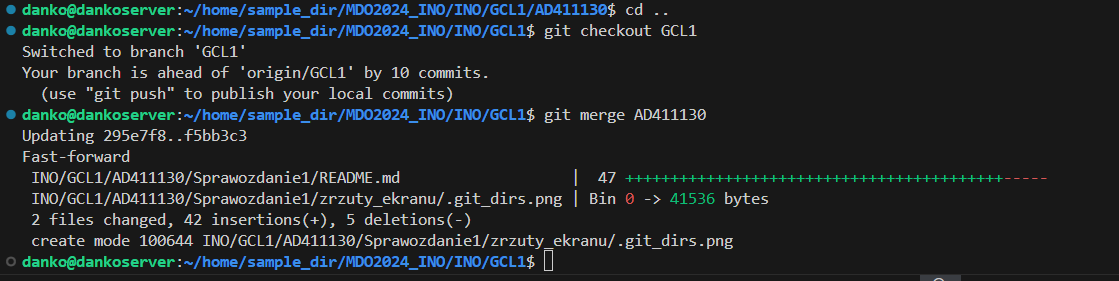 danko@dankoserver:~/home/sample_dir/MDO2024_INO/INO/GCL1/AD411130$ cd ..
danko@dankoserver:~/home/sample_dir/MDO2024_INO/INO/GCL1$ git checkout GCL1
Switched to branch 'GCL1'
Your branch is ahead of 'origin/GCL1' by 10 commits.
  (use "git push" to publish your local commits)
danko@dankoserver:~/home/sample_dir/MDO2024_INO/INO/GCL1$ git merge AD411130
Updating 295e7f8..f5bb3c3
Fast-forward
 INO/GCL1/AD411130/Sprawozdanie1/README.md                     |  47 ++++++++++++++++++++++++++++++++++++++++++-----
 INO/GCL1/AD411130/Sprawozdanie1/zrzuty_ekranu/.git_dirs.png | Bin 0 -> 41536 bytes
 2 files changed, 42 insertions(+), 5 deletions(-)
 create mode 100644 INO/GCL1/AD411130/Sprawozdanie1/zrzuty_ekranu/.git_dirs.png
danko@dankoserver:~/home/sample_dir/MDO2024_INO/INO/GCL1$